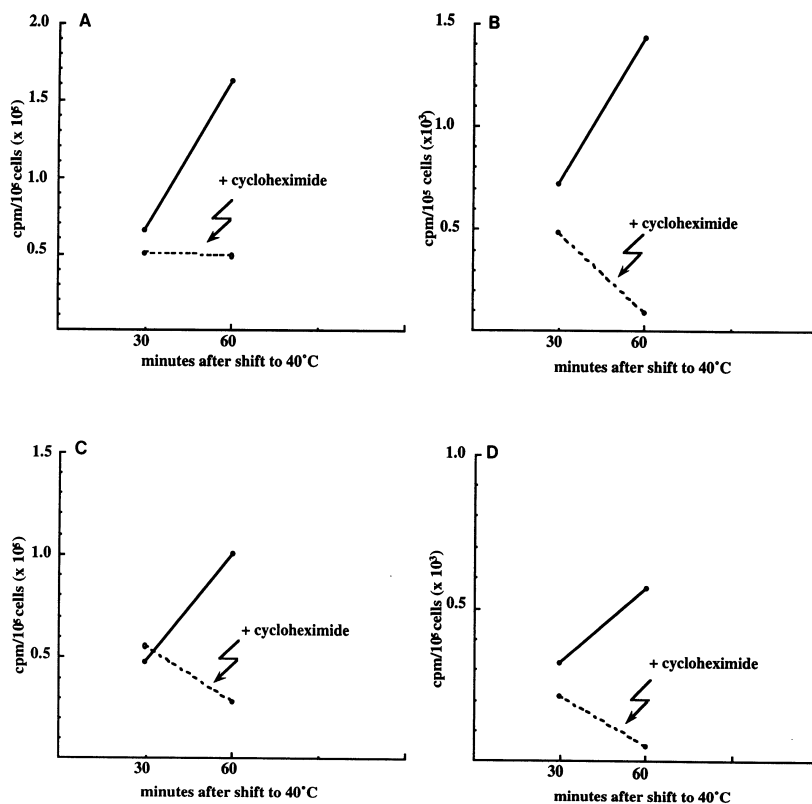 A
2.0
1.5
1.0
0.5
cpm/10⁶ cells (x 10⁵)
+ cycloheximide
30 60
minutes after shift to 40˚C
B
1.5
1.0
0.5
cpm/10⁵ cells (x10³)
+ cycloheximide
30 60
minutes after shift to 40˚C
C
1.5
1.0
0.5
cpm/10⁶ cells (x 10⁵)
+ cycloheximide
30 60
minutes after shift to 40˚C
D
1.0
0.5
cpm/10⁶ cells (x 10³)
+ cycloheximide
30 60
minutes after shift to 40˚C